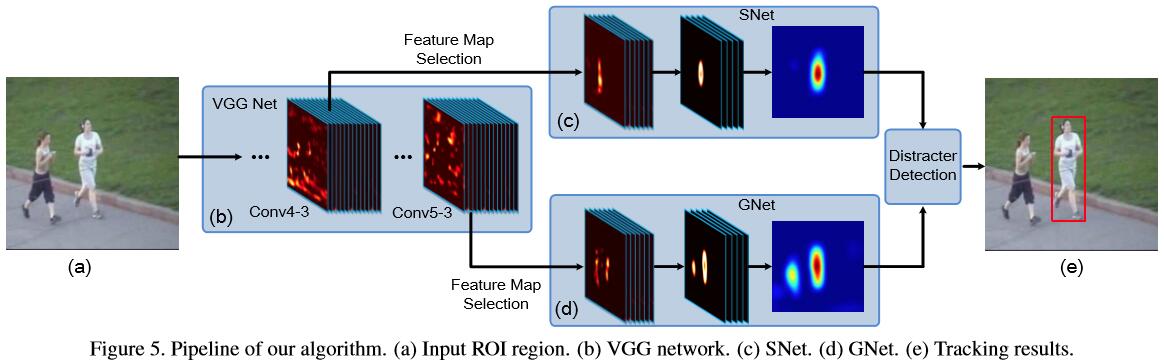 SNet
Feature Map
Selection
(c)
VGG Net
...
...
Conv4-3
Conv5-3
(b)
(a)
Distracter
Detection
(e)
GNet
Feature Map
Selection
(d)
Figure 5. Pipeline of our algorithm. (a) Input ROI region. (b) VGG network. (c) SNet. (d) GNet. (e) Tracking results.